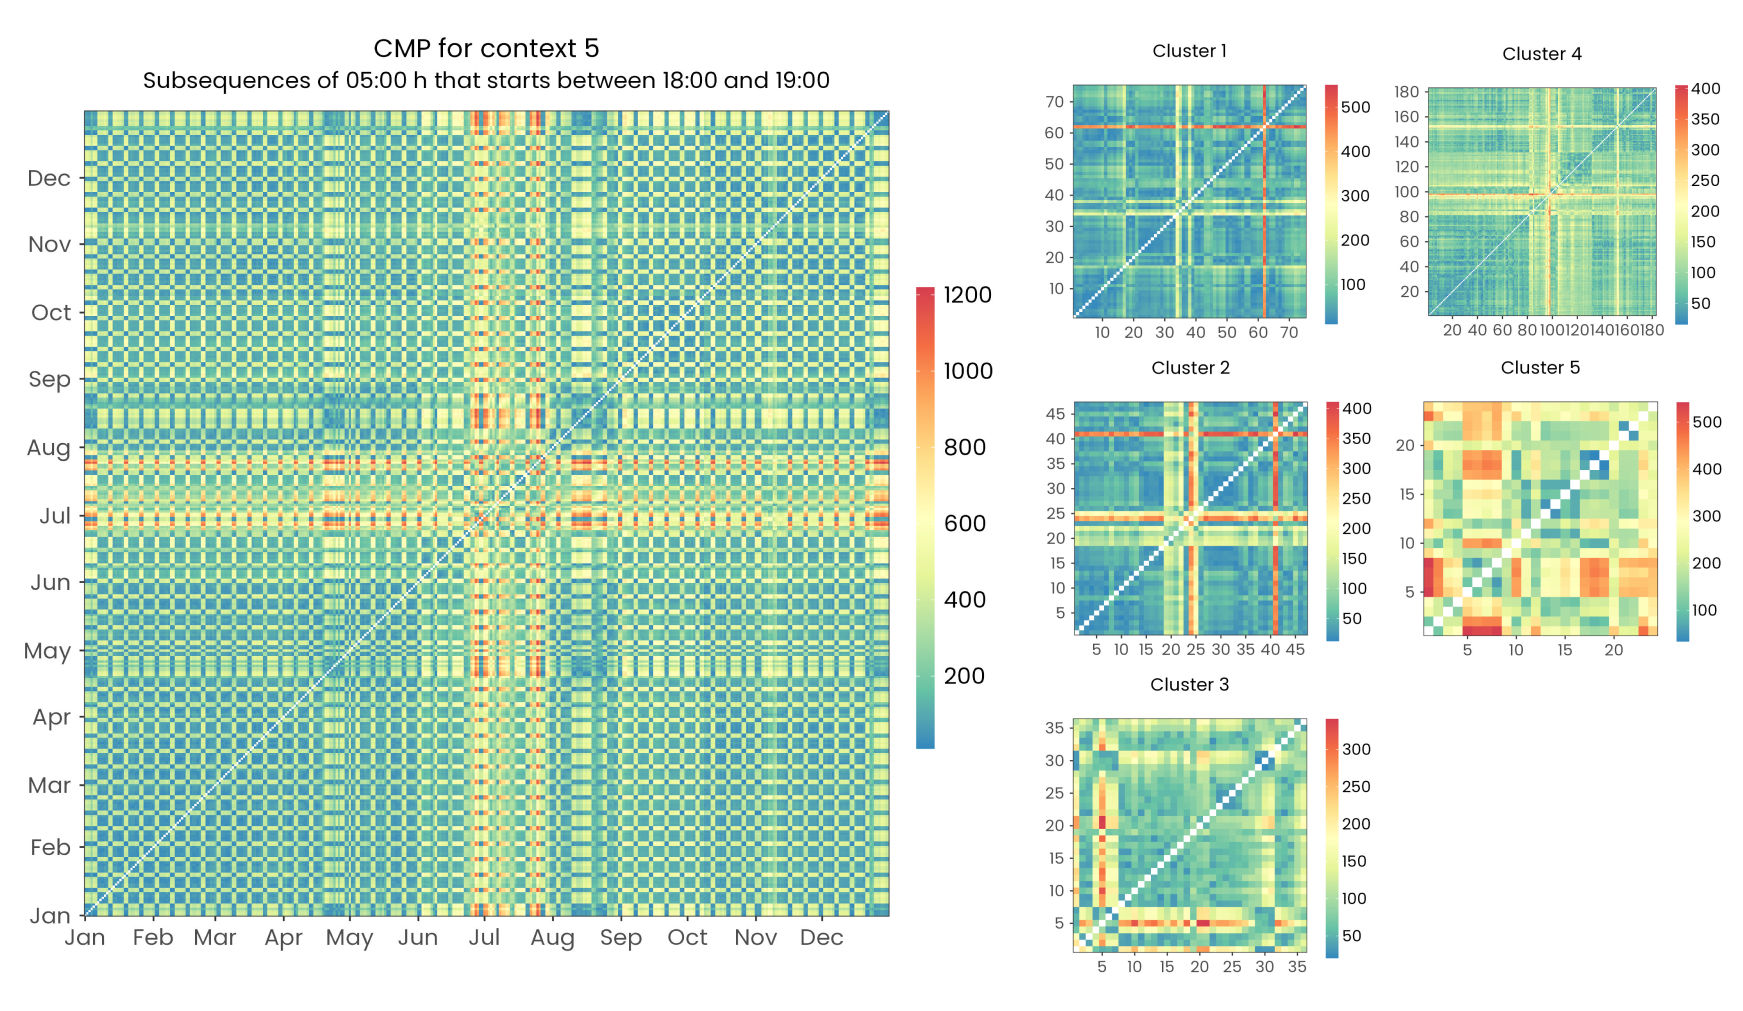 CMP for context 5
Subsequences of 05:00 h that starts between 18:00 and 19:00
Dec
Nov
Oct
Sep
Aug
Jul
Jun
May
Apr
Mar
Feb
Jan
Jan Feb Mar Apr May Jun Jul Aug Sep Oct Nov Dec
1200
1000
800
600
400
200
Cluster 1
70
60
50
40
30
20
10
10 20 30 40 50 60 70
500
400
300
200
100
Cluster 4
180
160
140
120
100
80
60
40
20
20 40 60 80 100 120 140 160 180
400
350
300
250
200
150
100
50
Cluster 2
45
40
35
30
25
20
15
10
5
5 10 15 20 25 30 35 40 45
400
350
300
250
200
150
100
50
Cluster 5
20
15
10
5
5 10 15 20
500
400
300
200
100
Cluster 3
35
30
25
20
15
10
5
5 10 15 20 25 30 35
300
250
200
150
100
50